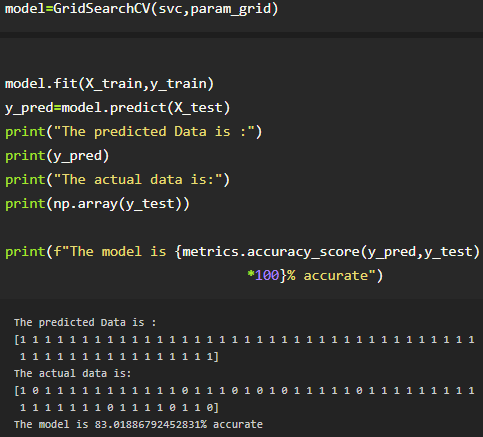 model=GridSearchCV(svc,param_grid)
model.fit(X_train,y_train)
y_pred=model.predict(X_test)
print("The predicted Data is :")
print(y_pred)
print("The actual data is:")
print(np.array(y_test))
print(f"The model is {metrics.accuracy_score(y_pred,y_test)
*100}% accurate")
The predicted Data is :
[1 1 1 1 1 1 1 1 1 1 1 1 1 1 1 1 1 1 1 1 1 1 1 1 1 1 1 1 1 1 1 1 1 1 1 1 1
1 1 1 1 1 1 1 1 1 1 1 1 1 1 1 1]
The actual data is:
[1 0 1 1 1 1 1 1 1 1 1 1 1 0 1 1 1 0 1 0 1 0 1 1 1 1 1 0 1 1 1 1 1 1 1 1 1
1 1 1 1 1 1 1 0 1 1 1 1 0 1 1 0]
The model is 83.01886792452831% accurate